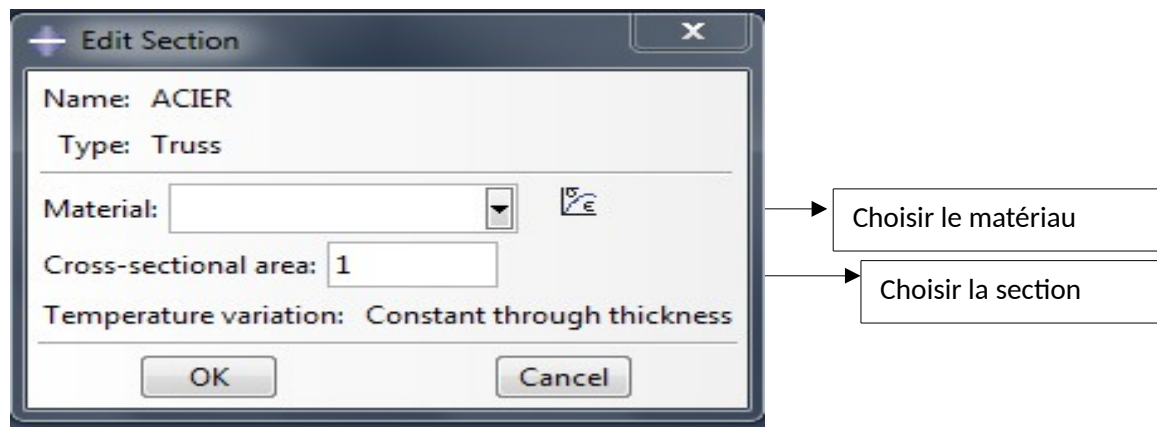 Edit Section
Name: ACIER
Type: Truss
Material:
σ ε
Choisir le matériau
Cross-sectional area: 1
Choisir la section
Temperature variation: Constant through thickness
OK Cancel